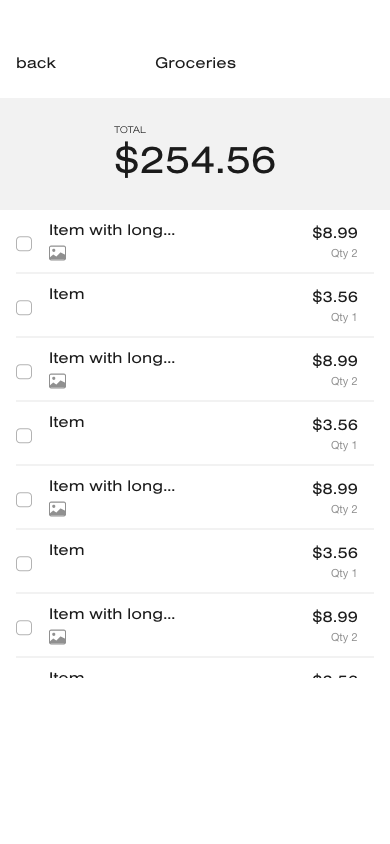 back Groceries
TOTAL
$254.56
Item with long... $8.99
Qty 2
Item $3.56
Qty 1
Item with long... $8.99
Qty 2
Item $3.56
Qty 1
Item with long... $8.99
Qty 2
Item $3.56
Qty 1
Item with long... $8.99
Qty 2
Item